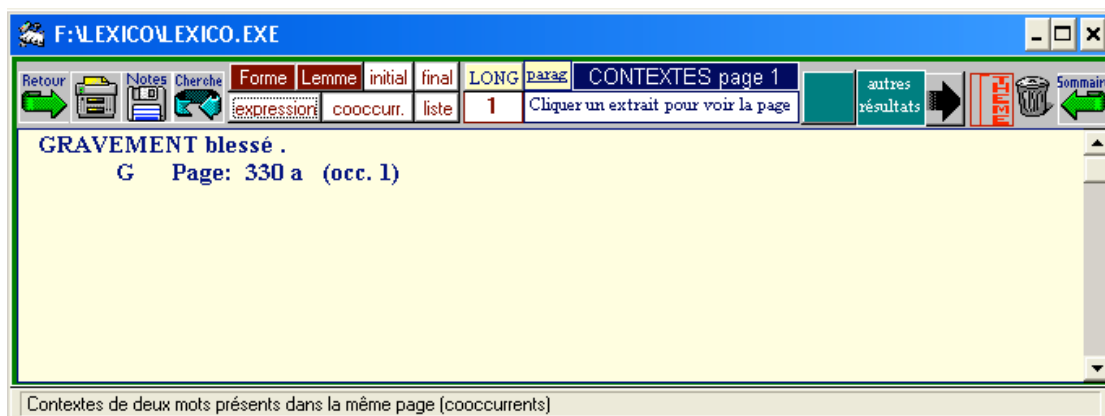 F:\LEXICO\LEXICO.EXE
Retour Notes Cherche Forme Lemme initial final LONG parag CONTEXTES page 1 autres résultats THEME Sommair
expression cooccurr. liste 1 Cliquer un extrait pour voir la page
GRAVEMENT blessé .
G Page: 330 a (occ. 1)
Contextes de deux mots présents dans la même page (cooccurrents)